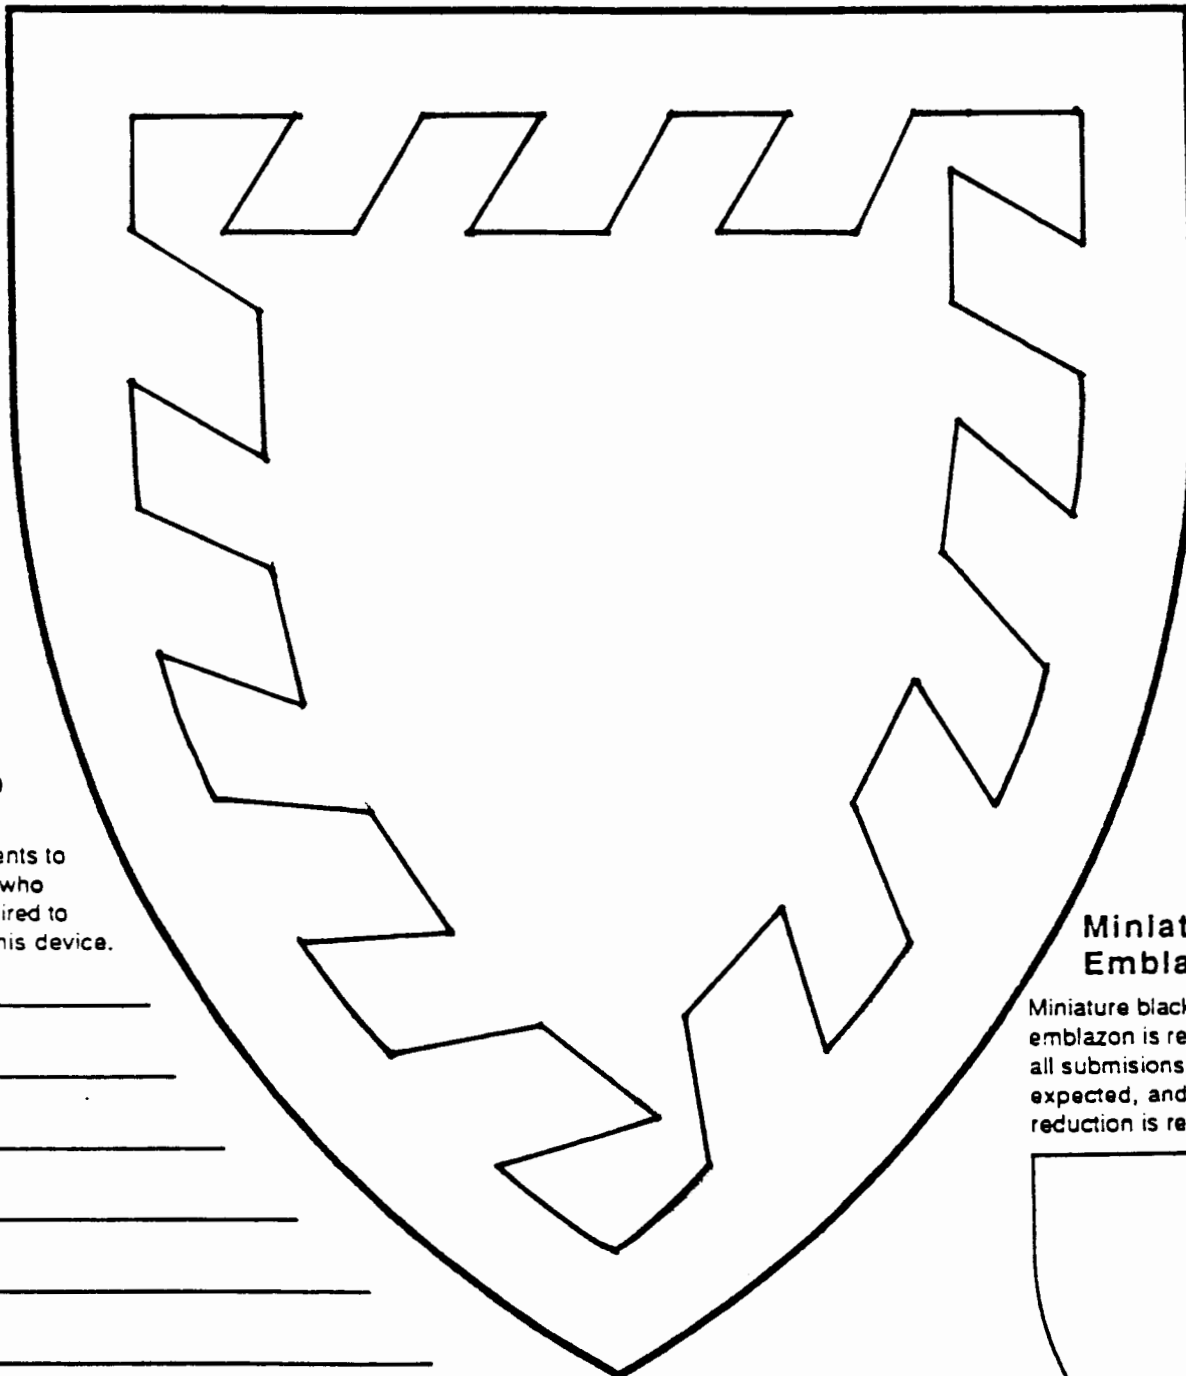 ents to
who
ired to
his device.
Miniat
Embla
Miniature black
emblazon is re
all submisions
expected, and
reduction is re